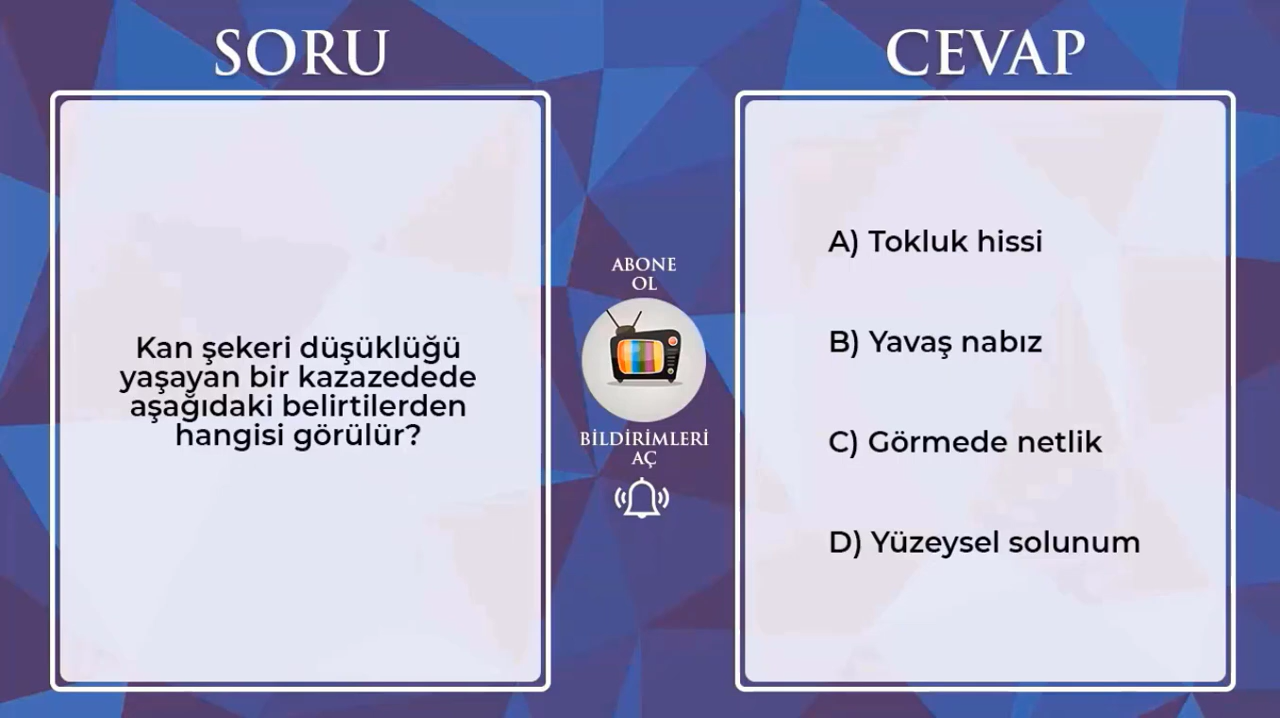 SORU
Kan şekeri düşüklüğü
yaşayan bir kazazedede
aşağıdaki belirtilerden
hangisi görülür?
ABONE
OL
BİLDİRİMLERİ
AÇ
CEVAP
A) Tokluk hissi
B) Yavaş nabız
C) Görmede netlik
D) Yüzeysel solunum